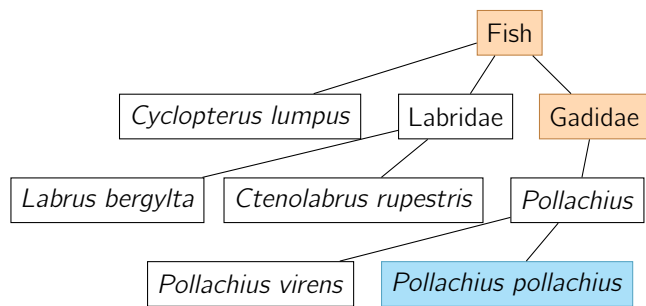 Fish
Cyclopterus lumpus
Labridae
Gadidae
Labrus bergylta
Ctenolabrus rupestris
Pollachius
Pollachius virens
Pollachius pollachius